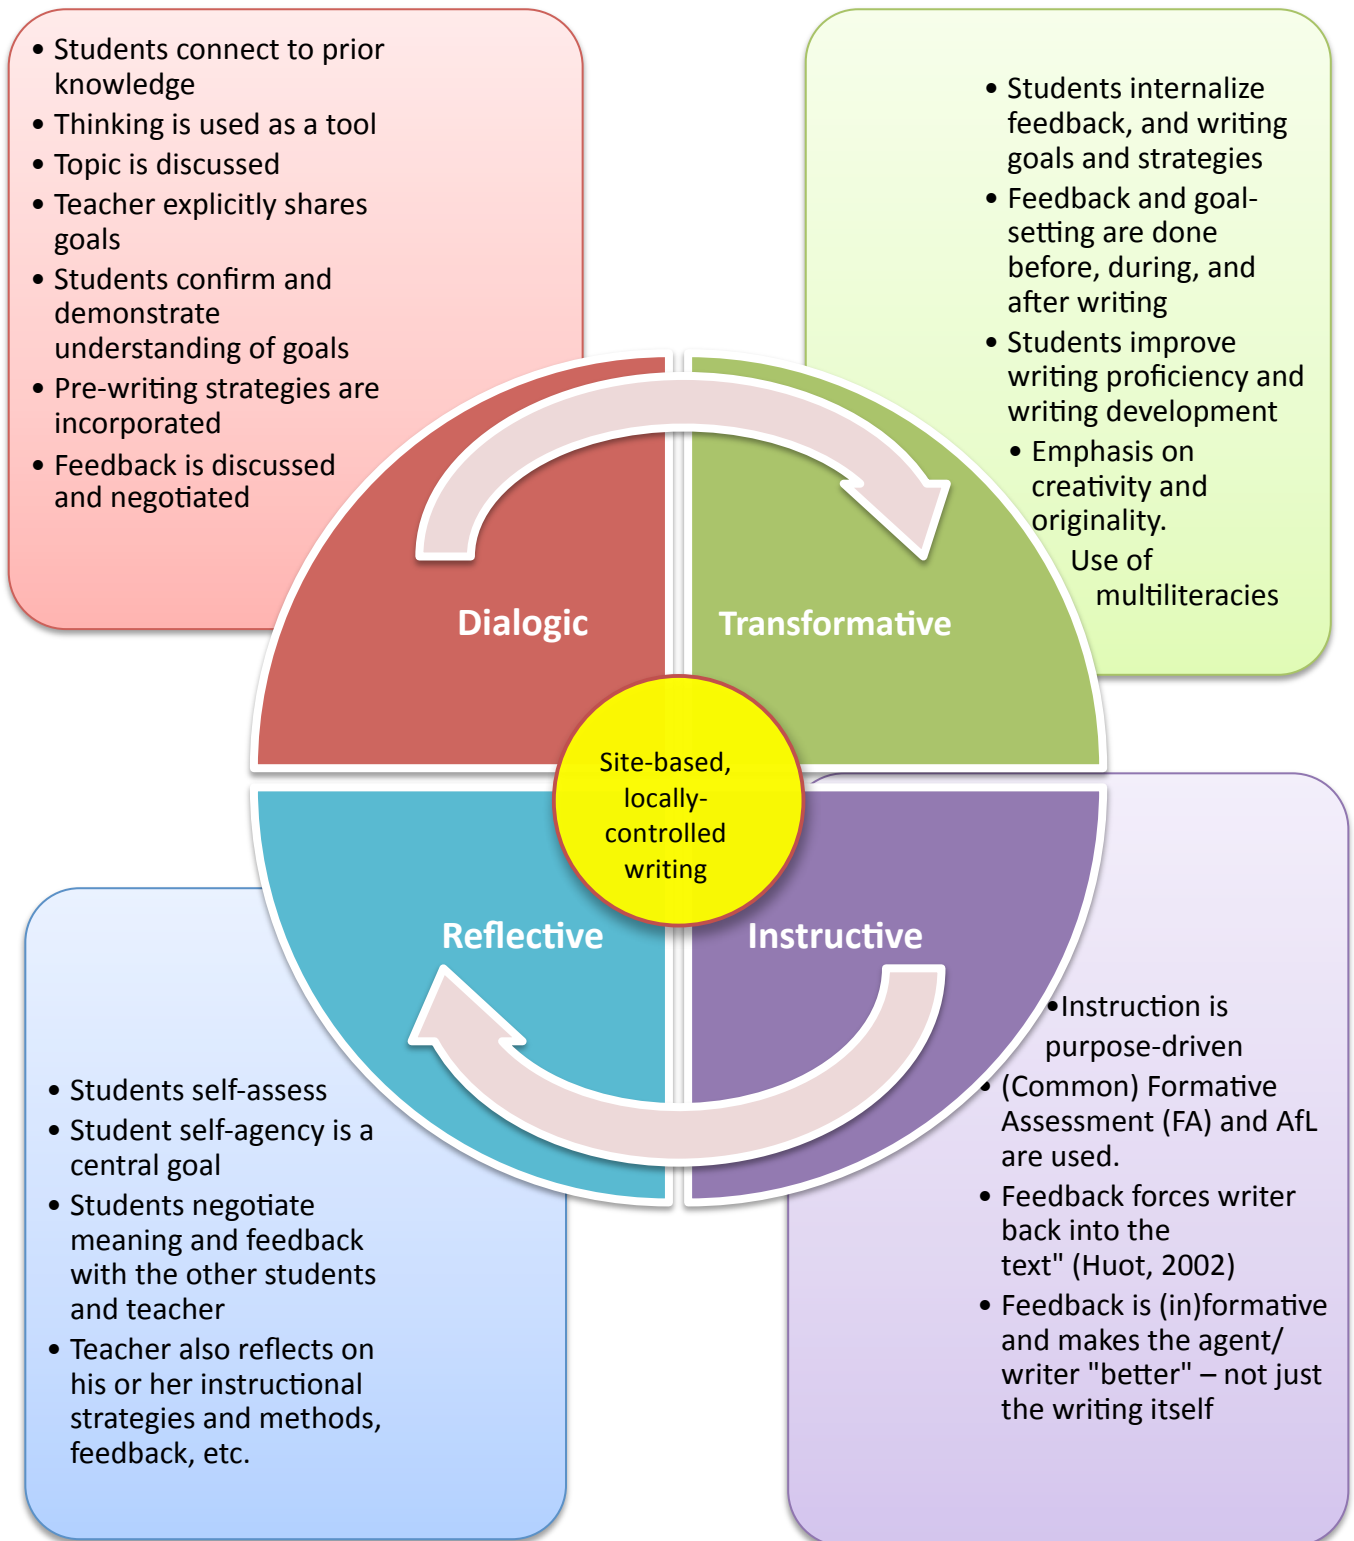 • Students connect to prior
knowledge
• Thinking is used as a tool
• Topic is discussed
• Teacher explicitly shares
goals
• Students confirm and
demonstrate
understanding of goals
• Pre-writing strategies are
incorporated
• Feedback is discussed
and negotiated
• Students internalize
feedback, and writing
goals and strategies
• Feedback and goal-
setting are done
before, during, and
after writing
• Students improve
writing proficiency and
writing development
• Emphasis on
creativity and
originality.
Use of
multiliteracies
Dialogic
Transformative
Site-based,
locally-
controlled
writing
Reflective
Instructive
• Students self-assess
• Student self-agency is a
central goal
• Students negotiate
meaning and feedback
with the other students
and teacher
• Teacher also reflects on
his or her instructional
strategies and methods,
feedback, etc.
•Instruction is
purpose-driven
• (Common) Formative
Assessment (FA) and AfL
are used.
• Feedback forces writer
back into the
text" (Huot, 2002)
• Feedback is (in)formative
and makes the agent/
writer "better" – not just
the writing itself